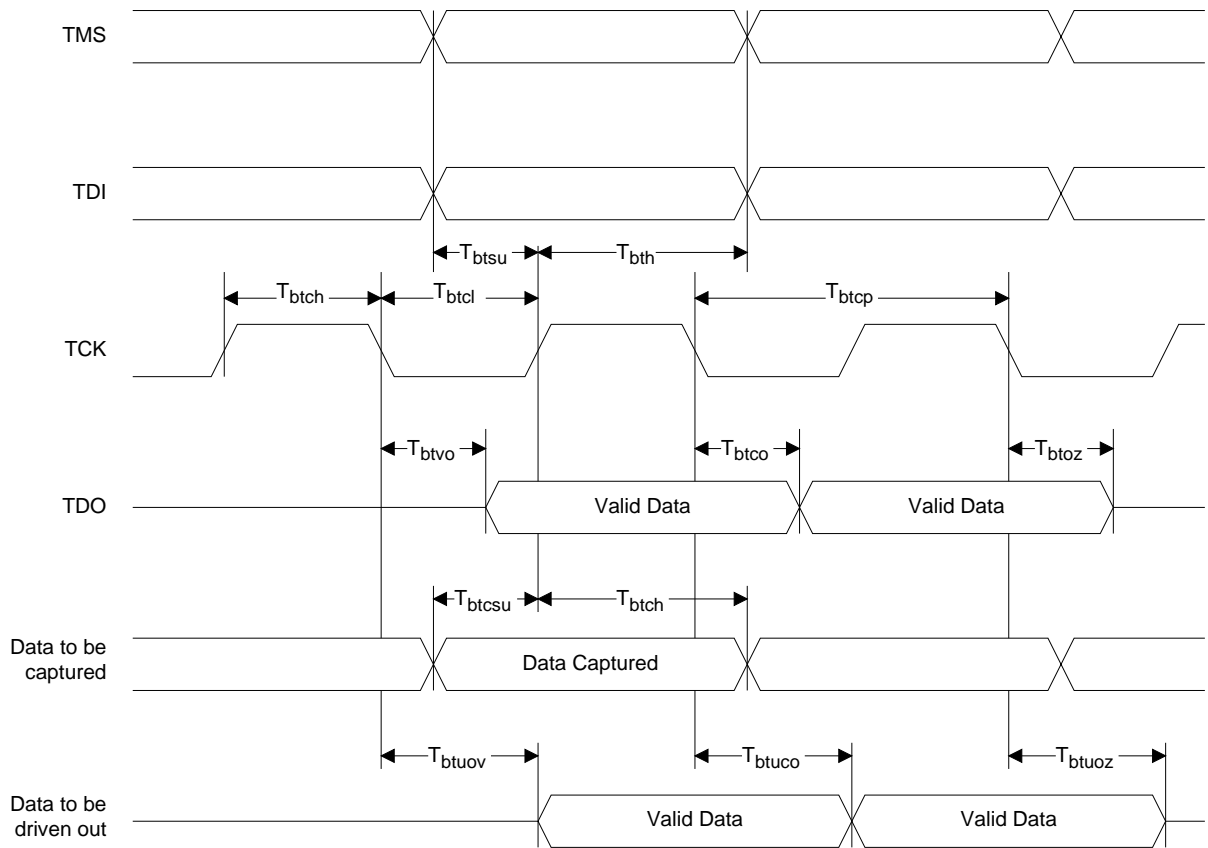 TMS
TDI
Tbtsu
Tbth
Tbtch
Tbtcl
Tbtcp
TCK
Tbtvo
Tbtco
Tbtoz
TDO
Valid Data
Valid Data
Tbtcsu
Tbtch
Data to be
captured
Data Captured
Tbtuov
Tbtuco
Tbtuoz
Data to be
driven out
Valid Data
Valid Data